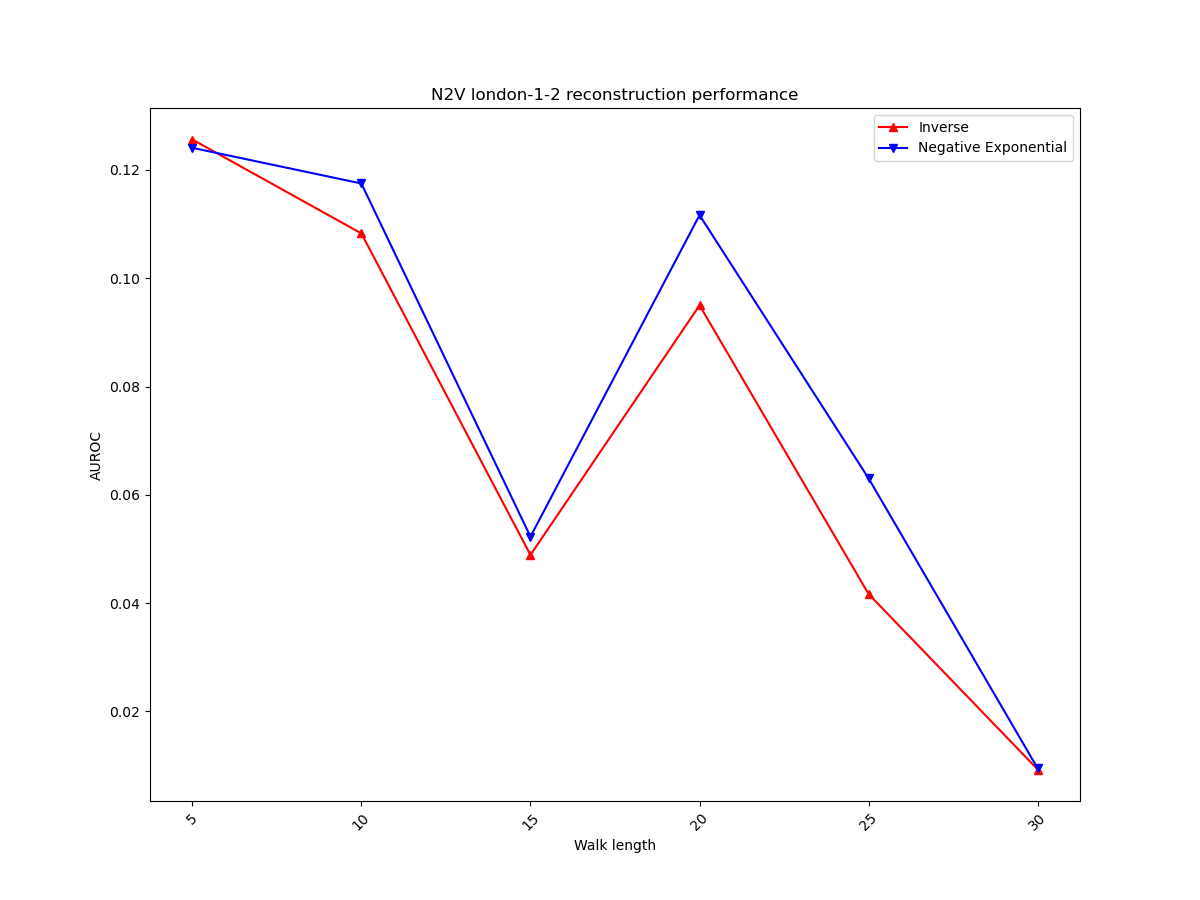 N2V london-1-2 reconstruction performance
Inverse
Negative Exponential
0.12
0.10
0.08
0.06
0.04
0.02
AUROC
5 10 15 20 25 30
Walk length